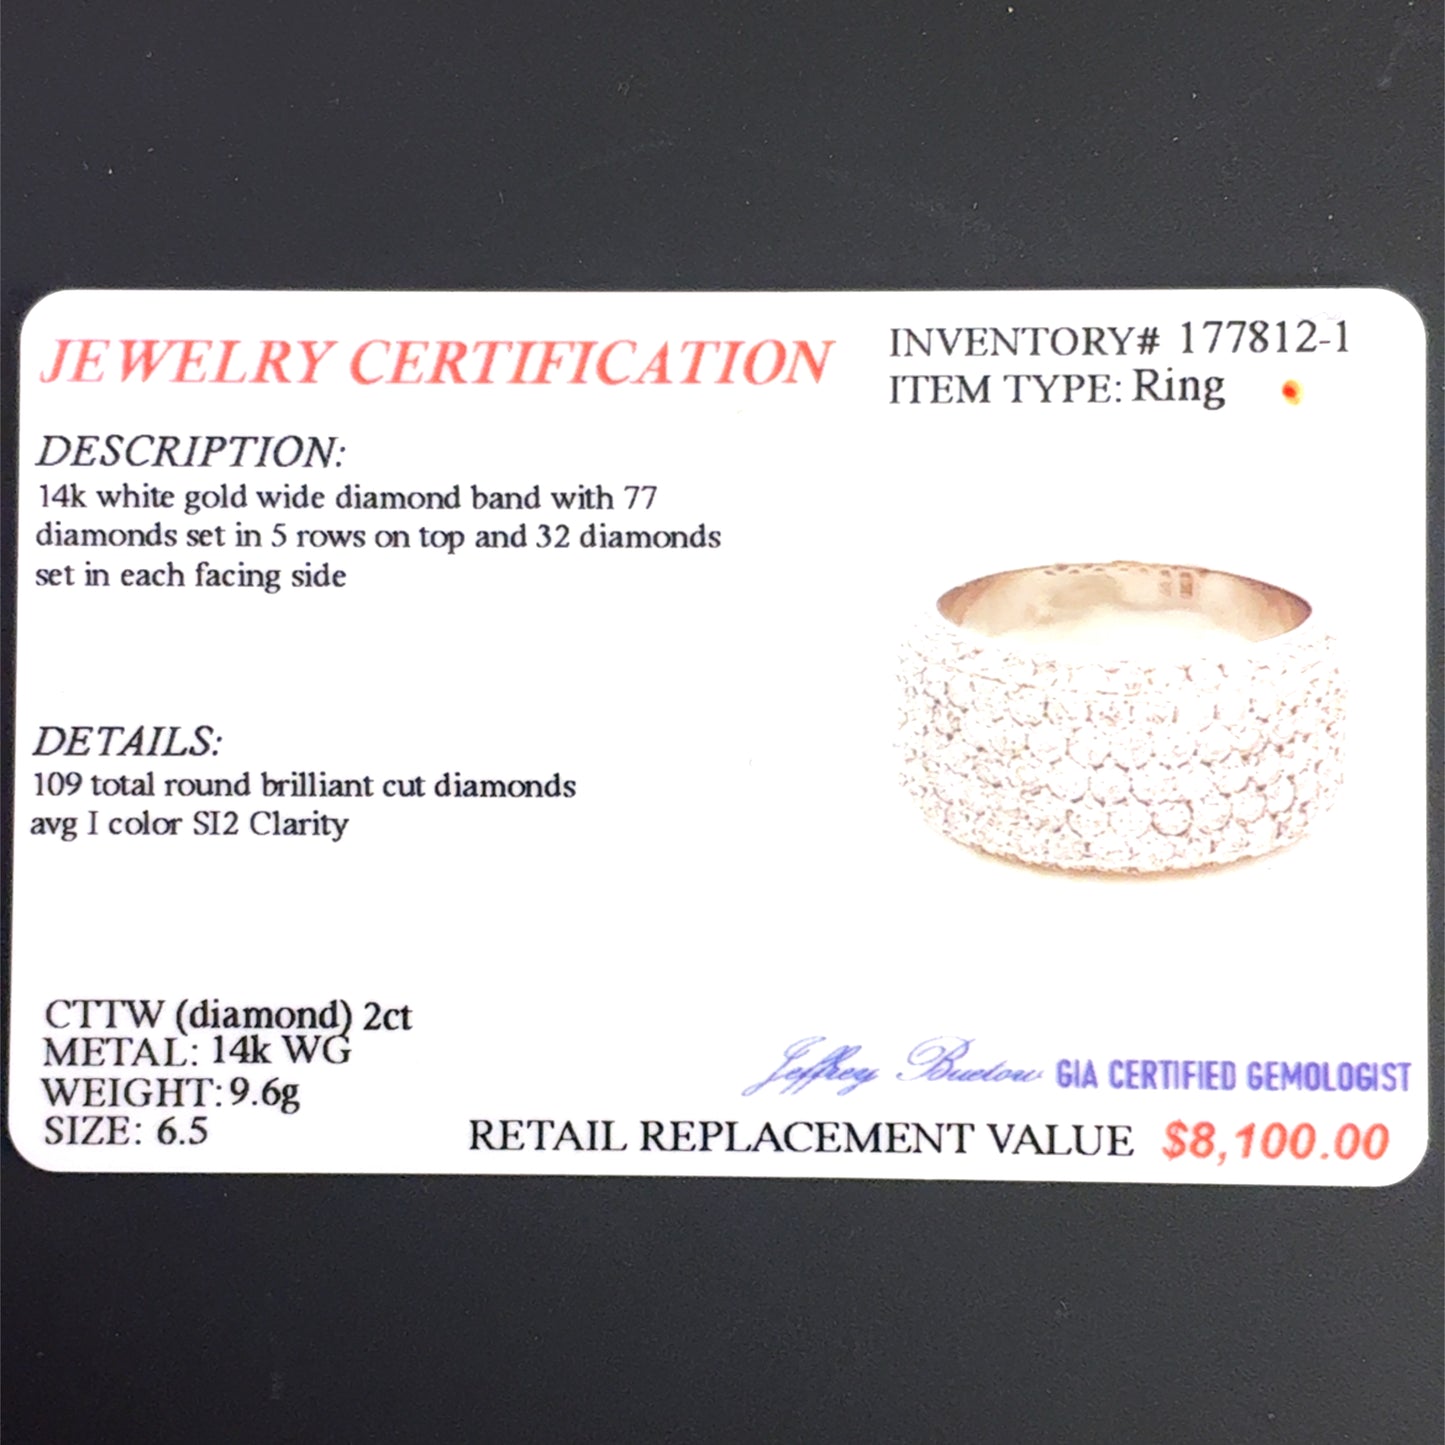 JEWELRY CERTIFICATION
INVENTORY# 177812-1
ITEM TYPE: Ring
DESCRIPTION:
14k white gold wide diamond band with 77
diamonds set in 5 rows on top and 32 diamonds
set in each facing side
DETAILS:
109 total round brilliant cut diamonds
avg I color SI2 Clarity
CTTW (diamond) 2ct
METAL: 14k WG
WEIGHT: 9.6g
SIZE: 6.5
Jeffrey Buetow GIA CERTIFIED GEMOLOGIST
RETAIL REPLACEMENT VALUE $8,100.00